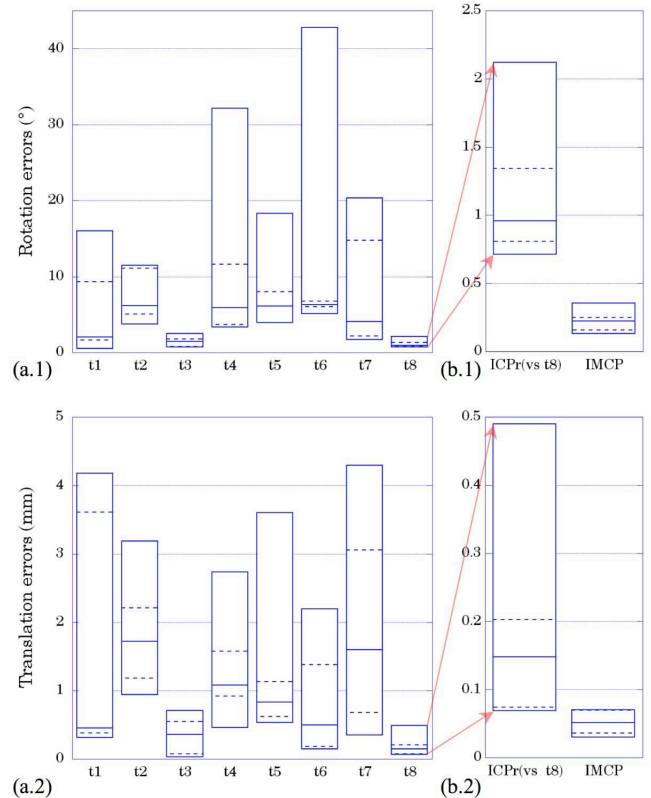 Rotation errors (°)
40
30
20
10
0
t1 t2 t3 t4 t5 t6 t7 t8
(a.1)
2.5
2
1.5
1
0.5
0
ICPr(vs t8) IMCP
(b.1)
Translation errors (mm)
5
4
3
2
1
0
t1 t2 t3 t4 t5 t6 t7 t8
(a.2)
0.5
0.4
0.3
0.2
0.1
0
ICPr(vs t8) IMCP
(b.2)